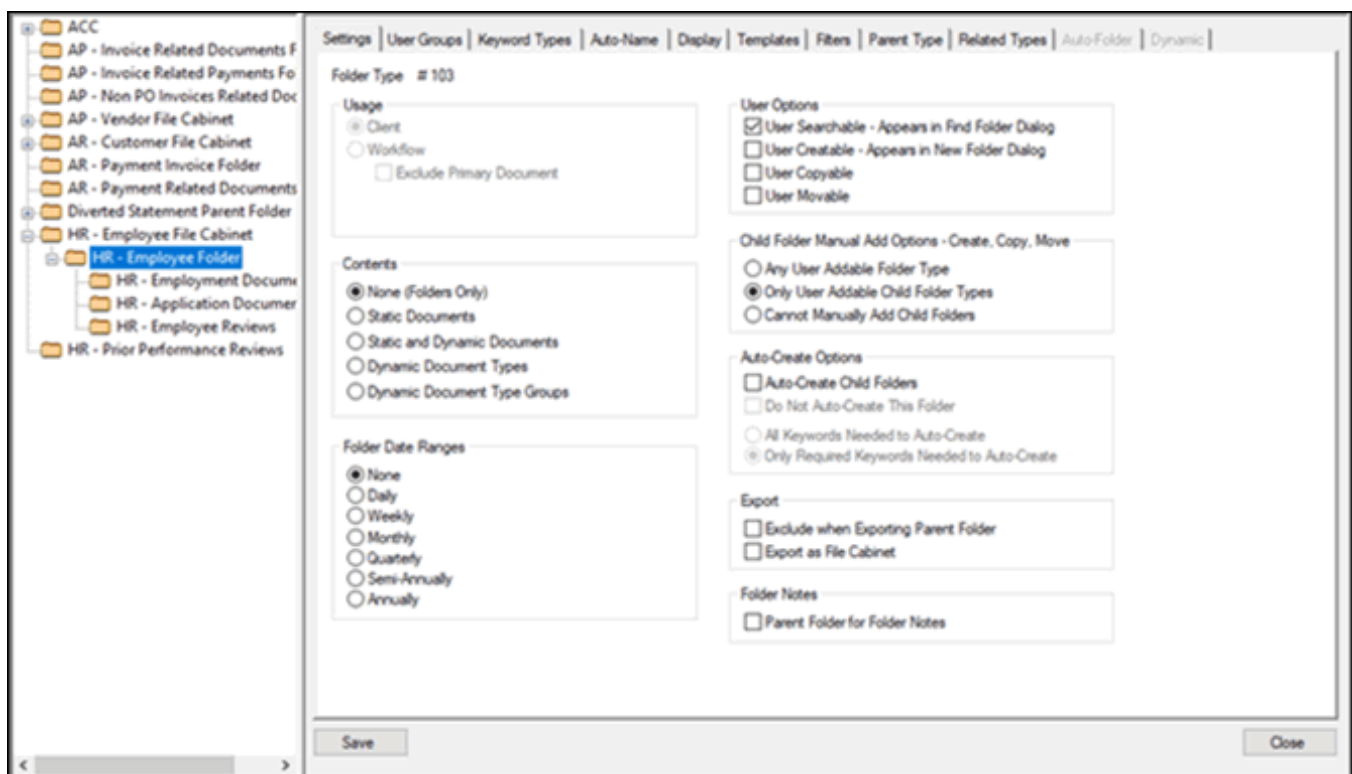 ACC
AP - Invoice Related Documents F
AP - Invoice Related Payments Fo
AP - Non PO Invoices Related Doc
AP - Vendor File Cabinet
AR - Customer File Cabinet
AR - Payment Invoice Folder
AR - Payment Related Documents
Diverted Statement Parent Folder
HR - Employee File Cabinet
HR - Employee Folder
HR - Employment Docume
HR - Application Documer
HR - Employee Reviews
HR - Prior Performance Reviews
Settings User Groups Keyword Types Auto-Name Display Templates Filters Parent Type Related Types Auto-Folder Dynamic
Folder Type # 103
Usage
Client
Workflow
Exclude Primary Document
Contents
None (Folders Only)
Static Documents
Static and Dynamic Documents
Dynamic Document Types
Dynamic Document Type Groups
Folder Date Ranges
None
Daily
Weekly
Monthly
Quarterly
Semi-Annually
Annually
User Options
User Searchable - Appears in Find Folder Dialog
User Creatable - Appears in New Folder Dialog
User Copyable
User Movable
Child Folder Manual Add Options - Create, Copy, Move
Any User Addable Folder Type
Only User Addable Child Folder Types
Cannot Manually Add Child Folders
Auto-Create Options
Auto-Create Child Folders
Do Not Auto-Create This Folder
All Keywords Needed to Auto-Create
Only Required Keywords Needed to Auto-Create
Export
Exclude when Exporting Parent Folder
Export as File Cabinet
Folder Notes
Parent Folder for Folder Notes
Save
Close